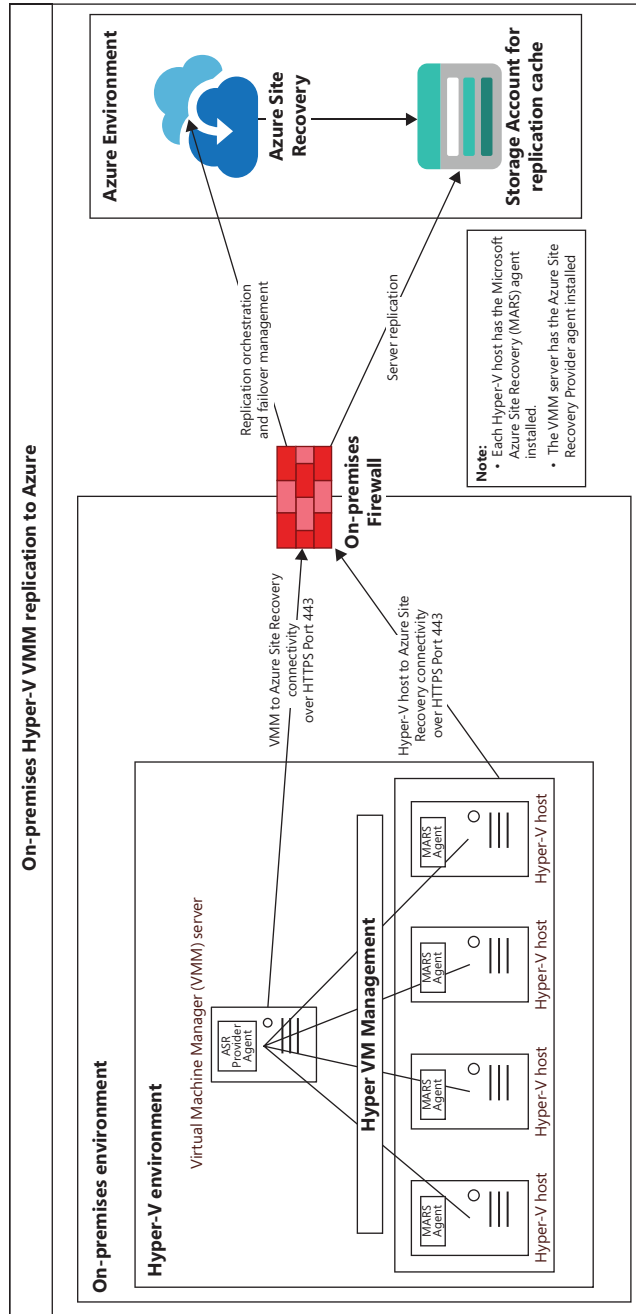 On-premises Hyper-V VMM replication to Azure
On-premises environment
Hyper-V environment
Virtual Machine Manager (VMM) server
ASR
Provider
Agent
Hyper VM Management
MARS
Agent
Hyper-V host
MARS
Agent
Hyper-V host
MARS
Agent
Hyper-V host
MARS
Agent
Hyper-V host
VMM to Azure Site Recovery
connectivity
over HTTPS Port 443
Hyper-V host to Azure Site
Recovery connectivity
over HTTPS Port 443
On-premises
Firewall
Replication orchestration
and failover management
Server replication
Azure Environment
Azure Site
Recovery
Storage Account for
replication cache
Note:
• Each Hyper-V host has the Microsoft
Azure Site Recovery (MARS) agent
installed.
• The VMM server has the Azure Site
Recovery Provider agent installed